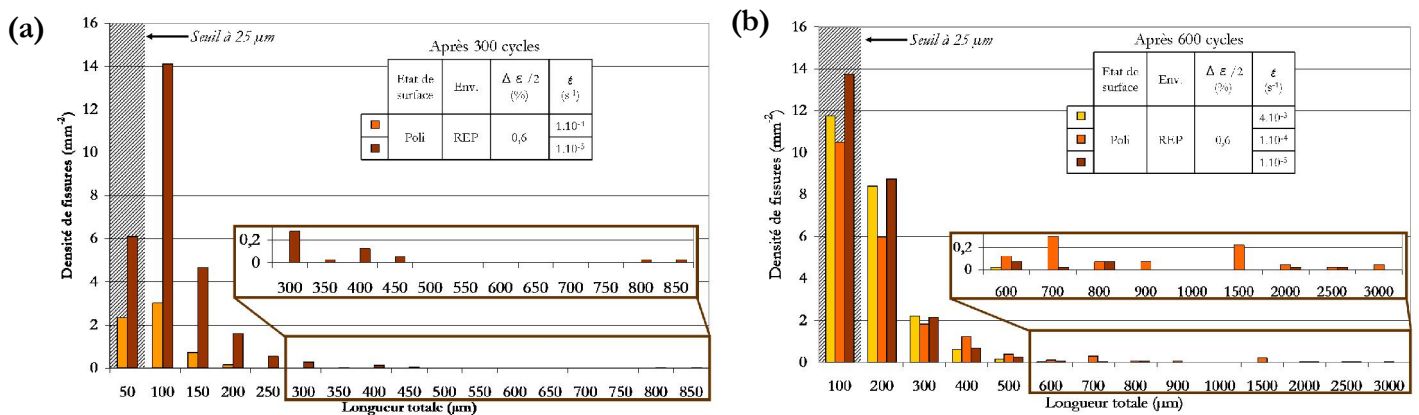 (a)
Densité de fissures (mm⁻²)
16
14
12
10
8
6
4
2
0
Seuil à 25 µm
Après 300 cycles
Etat de surface Env. Δ ε /2 (%) ε̇ (s⁻¹)
Poli REP 0,6 1.10⁻⁴
1.10⁻⁵
0,2
0
300 350 400 450 500 550 600 650 700 750 800 850
50 100 150 200 250 300 350 400 450 500 550 600 650 700 750 800 850
Longueur totale (µm)
(b)
Densité de fissures (mm⁻²)
16
14
12
10
8
6
4
2
0
Seuil à 25 µm
Après 600 cycles
Etat de surface Env. Δ ε /2 (%) ε̇ (s⁻¹)
4.10⁻³
Poli REP 0,6 1.10⁻⁴
1.10⁻⁵
0,2
0
600 700 800 900 1000 1500 2000 2500 3000
100 200 300 400 500 600 700 800 900 1000 1500 2000 2500 3000
Longueur totale (µm)